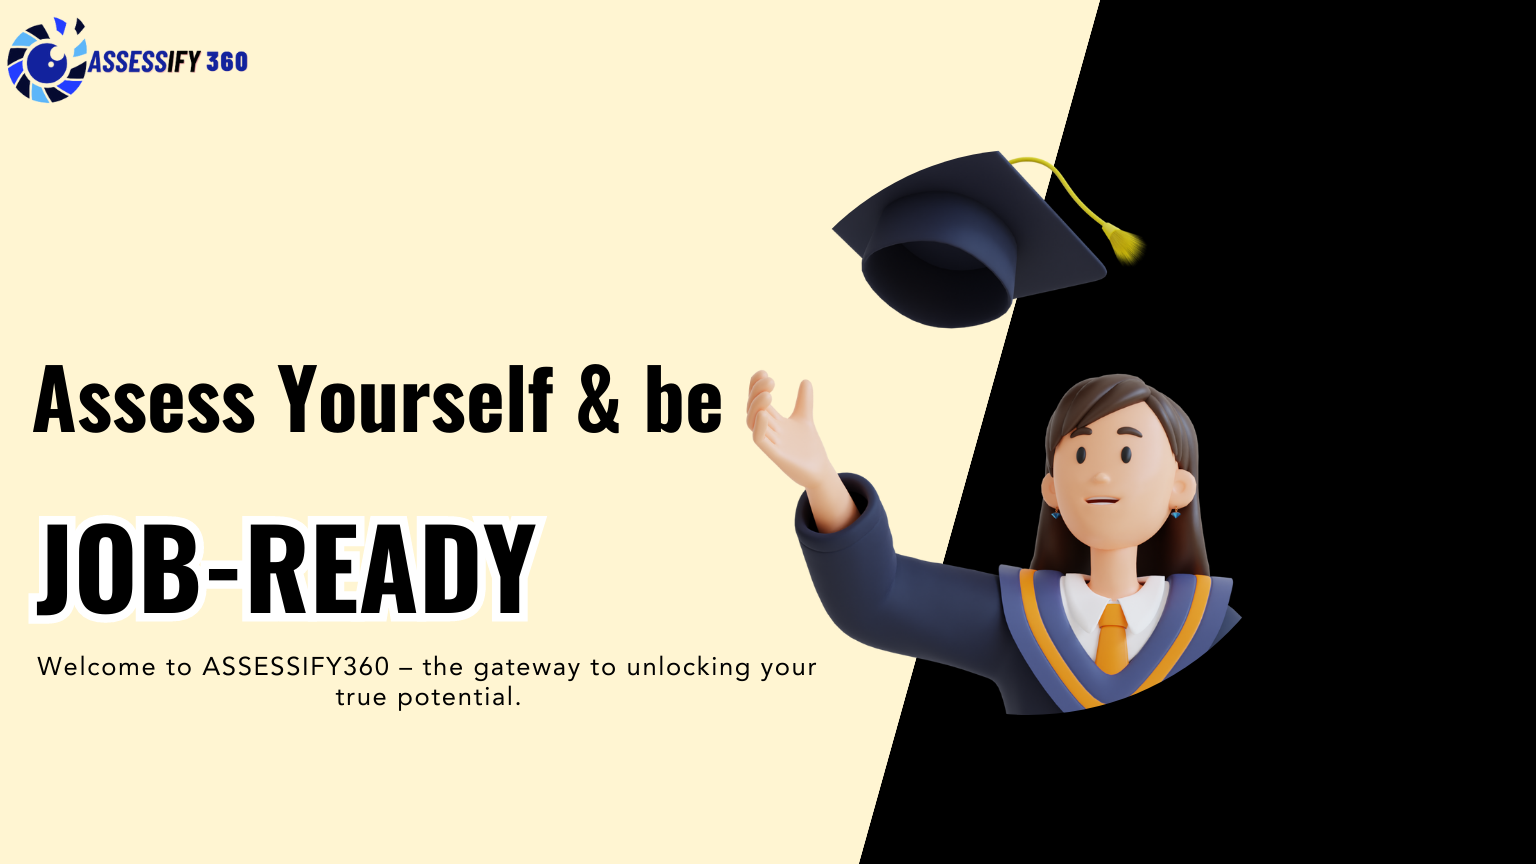 ASSESSIFY 360
Assess Yourself & be
JOB-READY
Welcome to ASSESSIFY360 – the gateway to unlocking your
true potential.